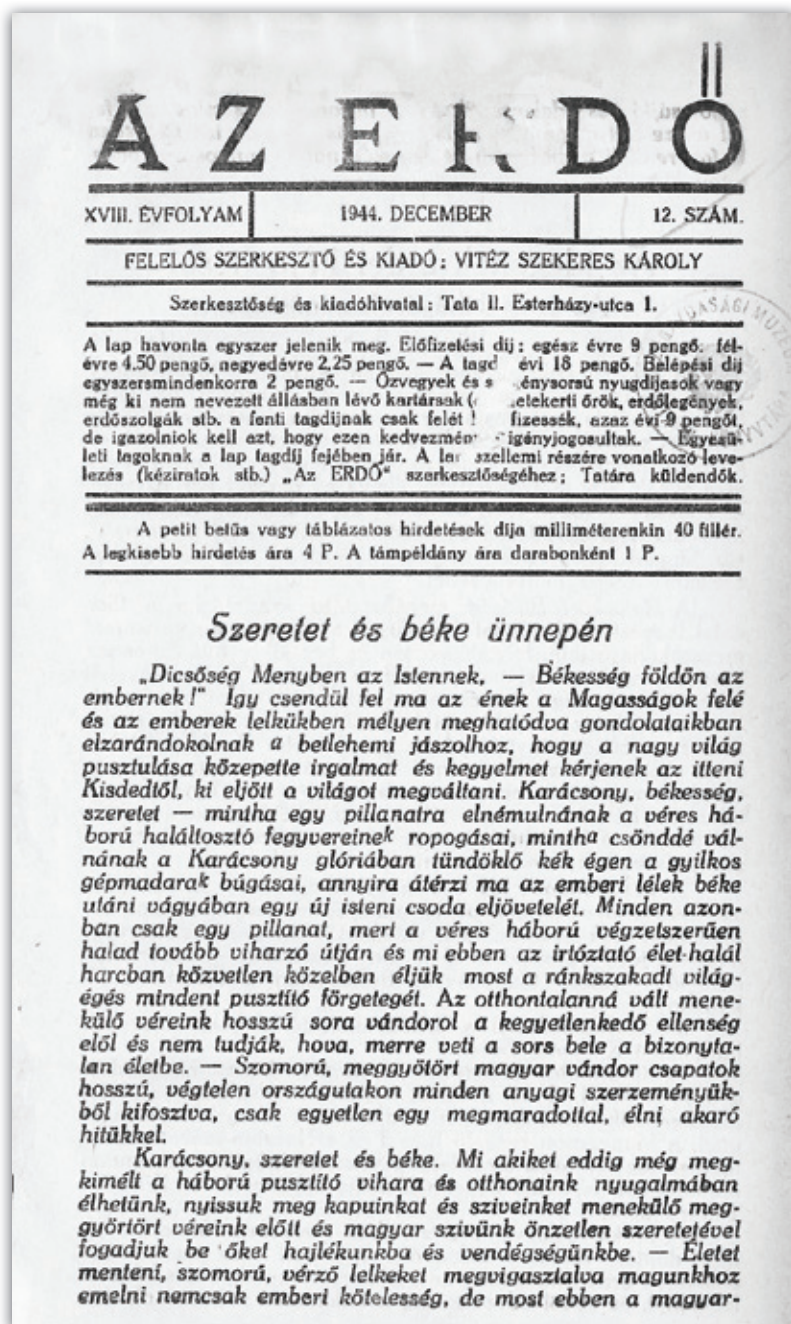 AZ ERDŐ
XVIII. ÉVFOLYAM
1944. DECEMBER
12. SZÁM.
FELELŐS SZERKESZTŐ ÉS KIADÓ: VITÉZ SZEKERES KÁROLY
Szerkesztőség és kiadóhivatal: Tata II. Esterházy-utca 1.
A lap havonta egyszer jelenik meg. Előfizetési díj: egész évre 9 pengő, fél-
évre 4.50 pengő, negyedévre 2.25 pengő. — A tagd évi 18 pengő. Belépési díj
egyszersmindenkorra 2 pengő. — Özvegyek és s énysorsú nyugdíjasok vagy
még ki nem nevezett állásban lévő kartársak ( etekerti őrök, erdőlegények,
erdőszolgák stb. a fenti tagdíjnak csak felét ! fizessék, azaz évi 9 pengőt,
de igazolniok kell azt, hogy ezen kedvezmén igényjogosultak. — Egyesü-
leti tagoknak a lap tagdíj fejében jár. A la szellemi részére vonatkozó leve-
lezés (kéziratok stb.) „Az ERDŐ" szerkesztőségéhez; Tatára küldendők.
A petit betűs vagy táblázatos hirdetések díja milliméterenkin 40 fillér.
A legkisebb hirdetés ára 4 P. A támpéldány ára darabonként 1 P.
Szeretet és béke ünnepén
„Dicsőség Menyben az Istennek, — Békesség földön az
embernek!" Igy csendül fel ma az ének a Magasságok felé
és az emberek lelkükben mélyen meghatódva gondolataikban
elzarándokolnak a betlehemi jászolhoz, hogy a nagy világ
pusztulása közepette irgalmat és kegyelmet kérjenek az itteni
Kisdedtől, ki eljött a világot megváltani. Karácsony, békesség,
szeretet — mintha egy pillanatra elnémulnának a véres há-
ború haláltosztó fegyvereinek ropogásai, mintha csönddé vál-
nának a Karácsony glóriában tündöklő kék égen a gyilkos
gépmadarak búgásai, annyira átérzi ma az emberi lélek béke
utáni vágyában egy új isteni csoda eljövetelét. Minden azon-
ban csak egy pillanat, mert a véres háború végzetszerűen
halad tovább viharzó útján és mi ebben az irtóztató élet-halál
harcban közvetlen közelben éljük most a ránkszakadt világ-
égés mindent pusztító förgetegét. Az otthontalanná vált mene-
külő véreink hosszú sora vándorol a kegyetlenkedő ellenség
elől és nem tudják, hova, merre veti a sors bele a bizonyta-
lan életbe. — Szomorú, meggyötört magyar vándor csapatok
hosszú, végtelen országutakon minden anyagi szerzeményük-
ből kifosztva, csak egyetlen egy megmaradottal, élni akaró
hitükkel.
Karácsony, szeretet és béke. Mi akiket eddig még meg-
kimélt a háború pusztító vihara és otthonaink nyugalmában
élhetünk, nyissuk meg kapuinkat és sziveinket menekülő meg-
győrtört véreink előtt és magyar szivünk önzetlen szeretejével
fogadjuk be őket hajlékunkba és vendégségünkbe. — Életet
menteni, szomorú, vérző lelkeket megvigasztalva magunkhoz
emelni nemcsak emberi kötelesség, de most ebben a magyar-